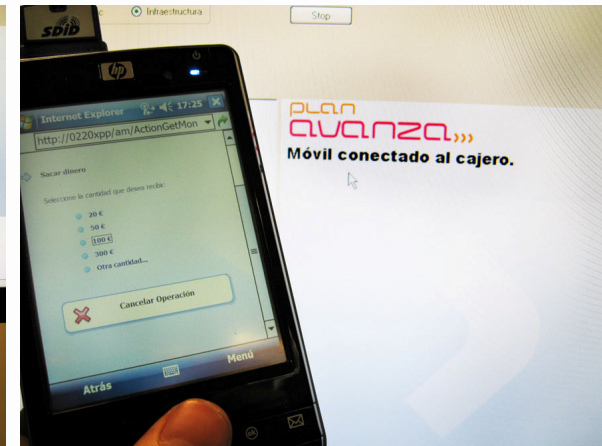 Infraestructura
Stop
SDiD
hp
Internet Explorer 17:25
http://0220xpp/am/ActionGetMon
Sacar dinero
Seleccione la cantidad que desea recibir:
20 €
50 €
100 €
300 €
Otra cantidad...
Cancelar Operación
Atrás
Menú
ok
PLAN
avanza
Móvil conectado al cajero.